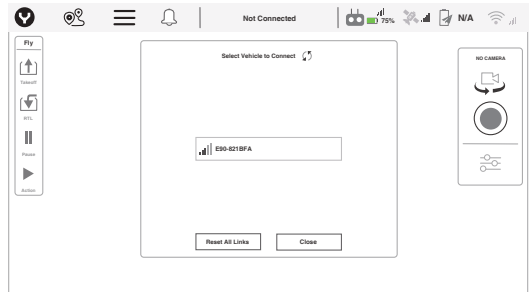 Not Connected
75%
N/A
Fly
Takeoff
RTL
Pause
Action
Select Vehicle to Connect
E90-821BFA
Reset All Links
Close
NO CAMERA